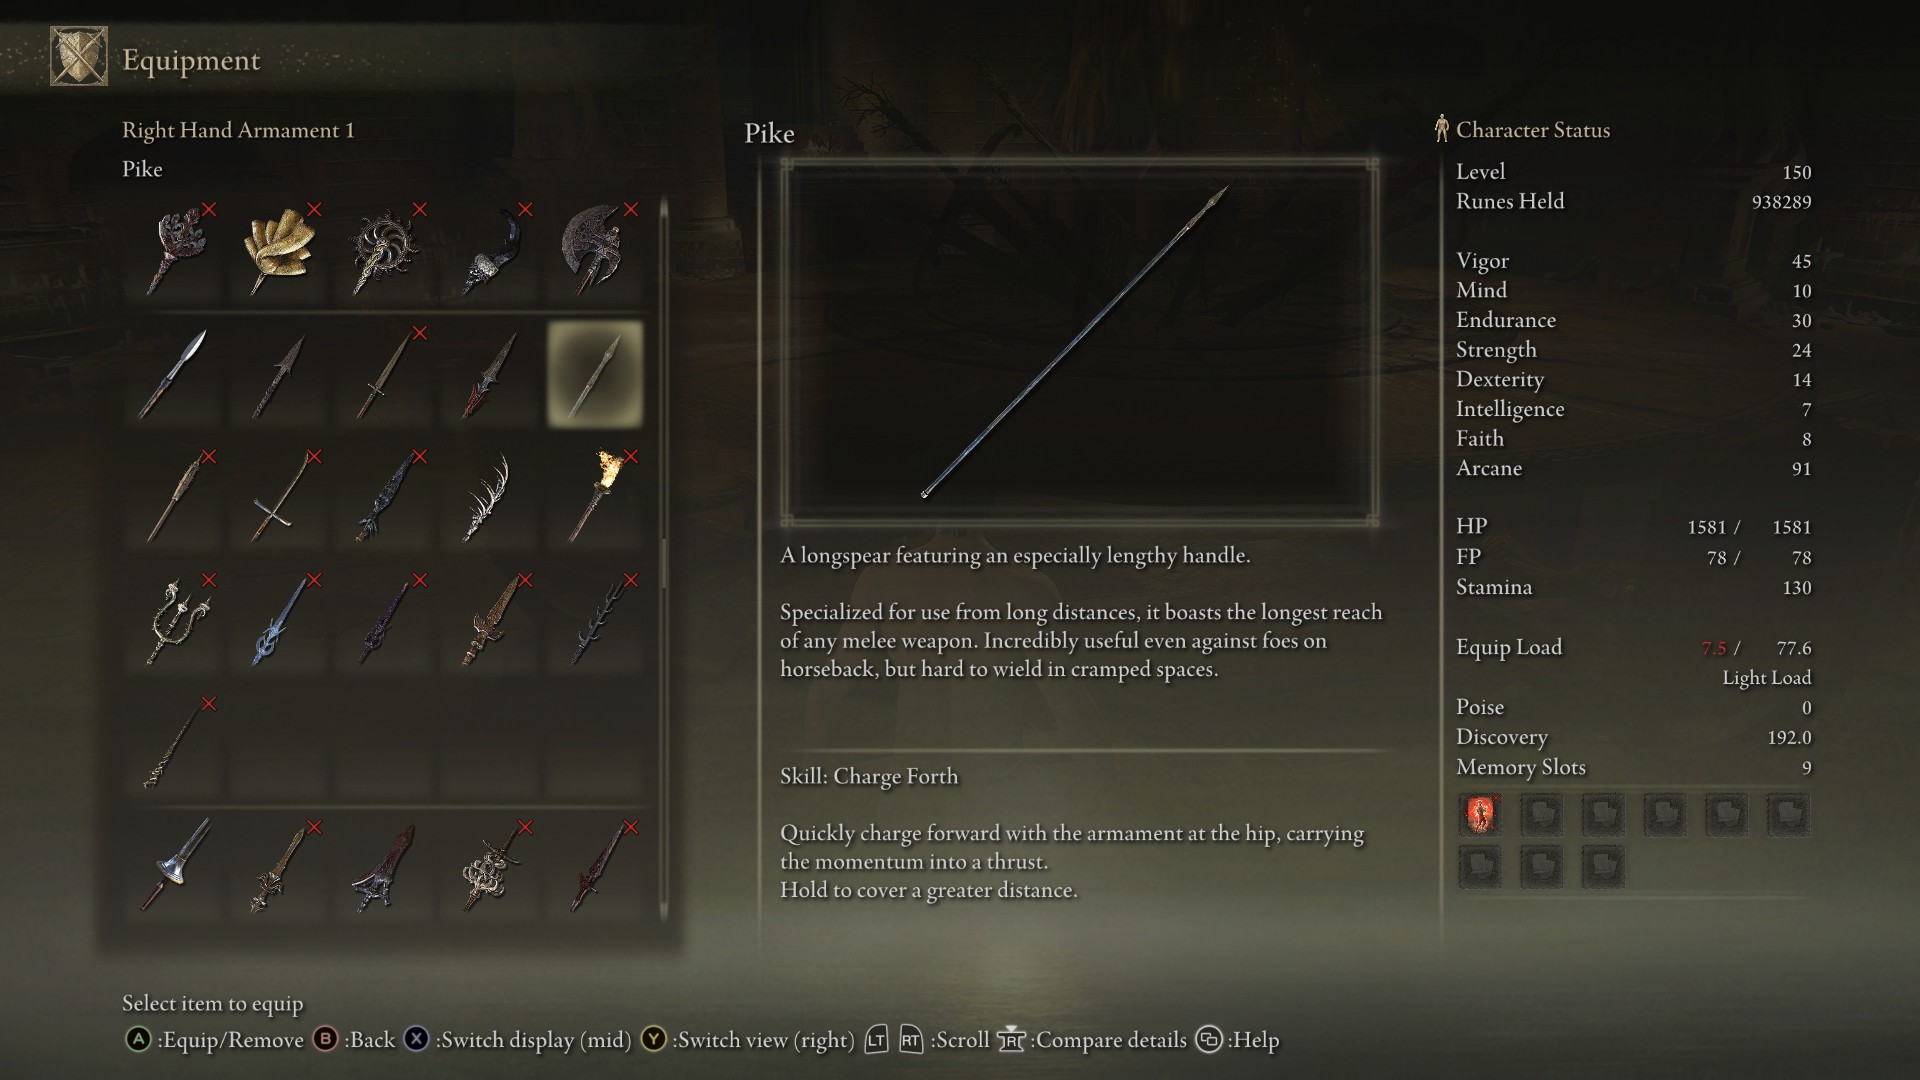 Equipment
Right Hand Armament 1
Pike
Pike
A longspear featuring an especially lengthy handle.
Specialized for use from long distances, it boasts the longest reach
of any melee weapon. Incredibly useful even against foes on
horseback, but hard to wield in cramped spaces.
Skill: Charge Forth
Quickly charge forward with the armament at the hip, carrying
the momentum into a thrust.
Hold to cover a greater distance.
Character Status
Level 150
Runes Held 938289
Vigor 45
Mind 10
Endurance 30
Strength 24
Dexterity 14
Intelligence 7
Faith 8
Arcane 91
HP 1581 / 1581
FP 78 / 78
Stamina 130
Equip Load 7.5 / 77.6
Light Load
Poise 0
Discovery 192.0
Memory Slots 9
Select item to equip
A :Equip/Remove B :Back X :Switch display (mid) Y :Switch view (right) LT RT :Scroll R :Compare details :Help